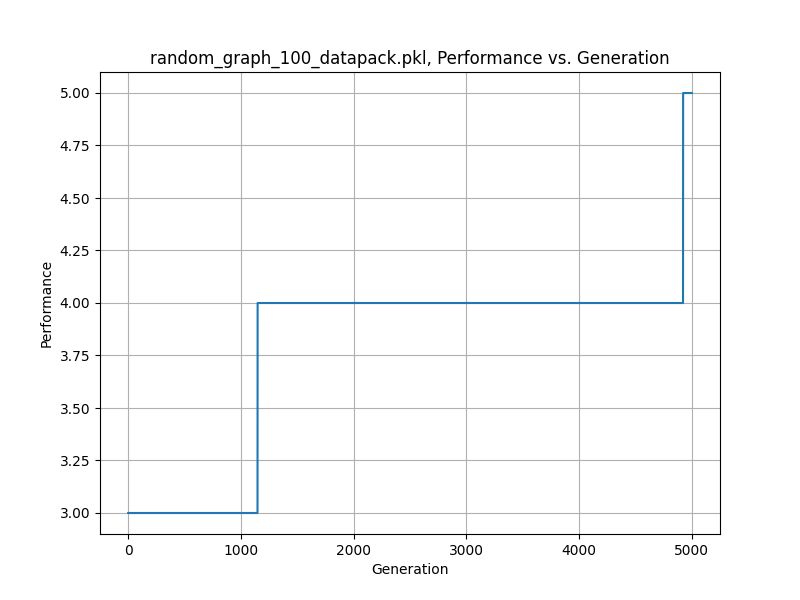 random_graph_100_datapack.pkl, Performance vs. Generation
5.00
4.75
4.50
4.25
4.00
3.75
3.50
3.25
3.00
Performance
0 1000 2000 3000 4000 5000
Generation